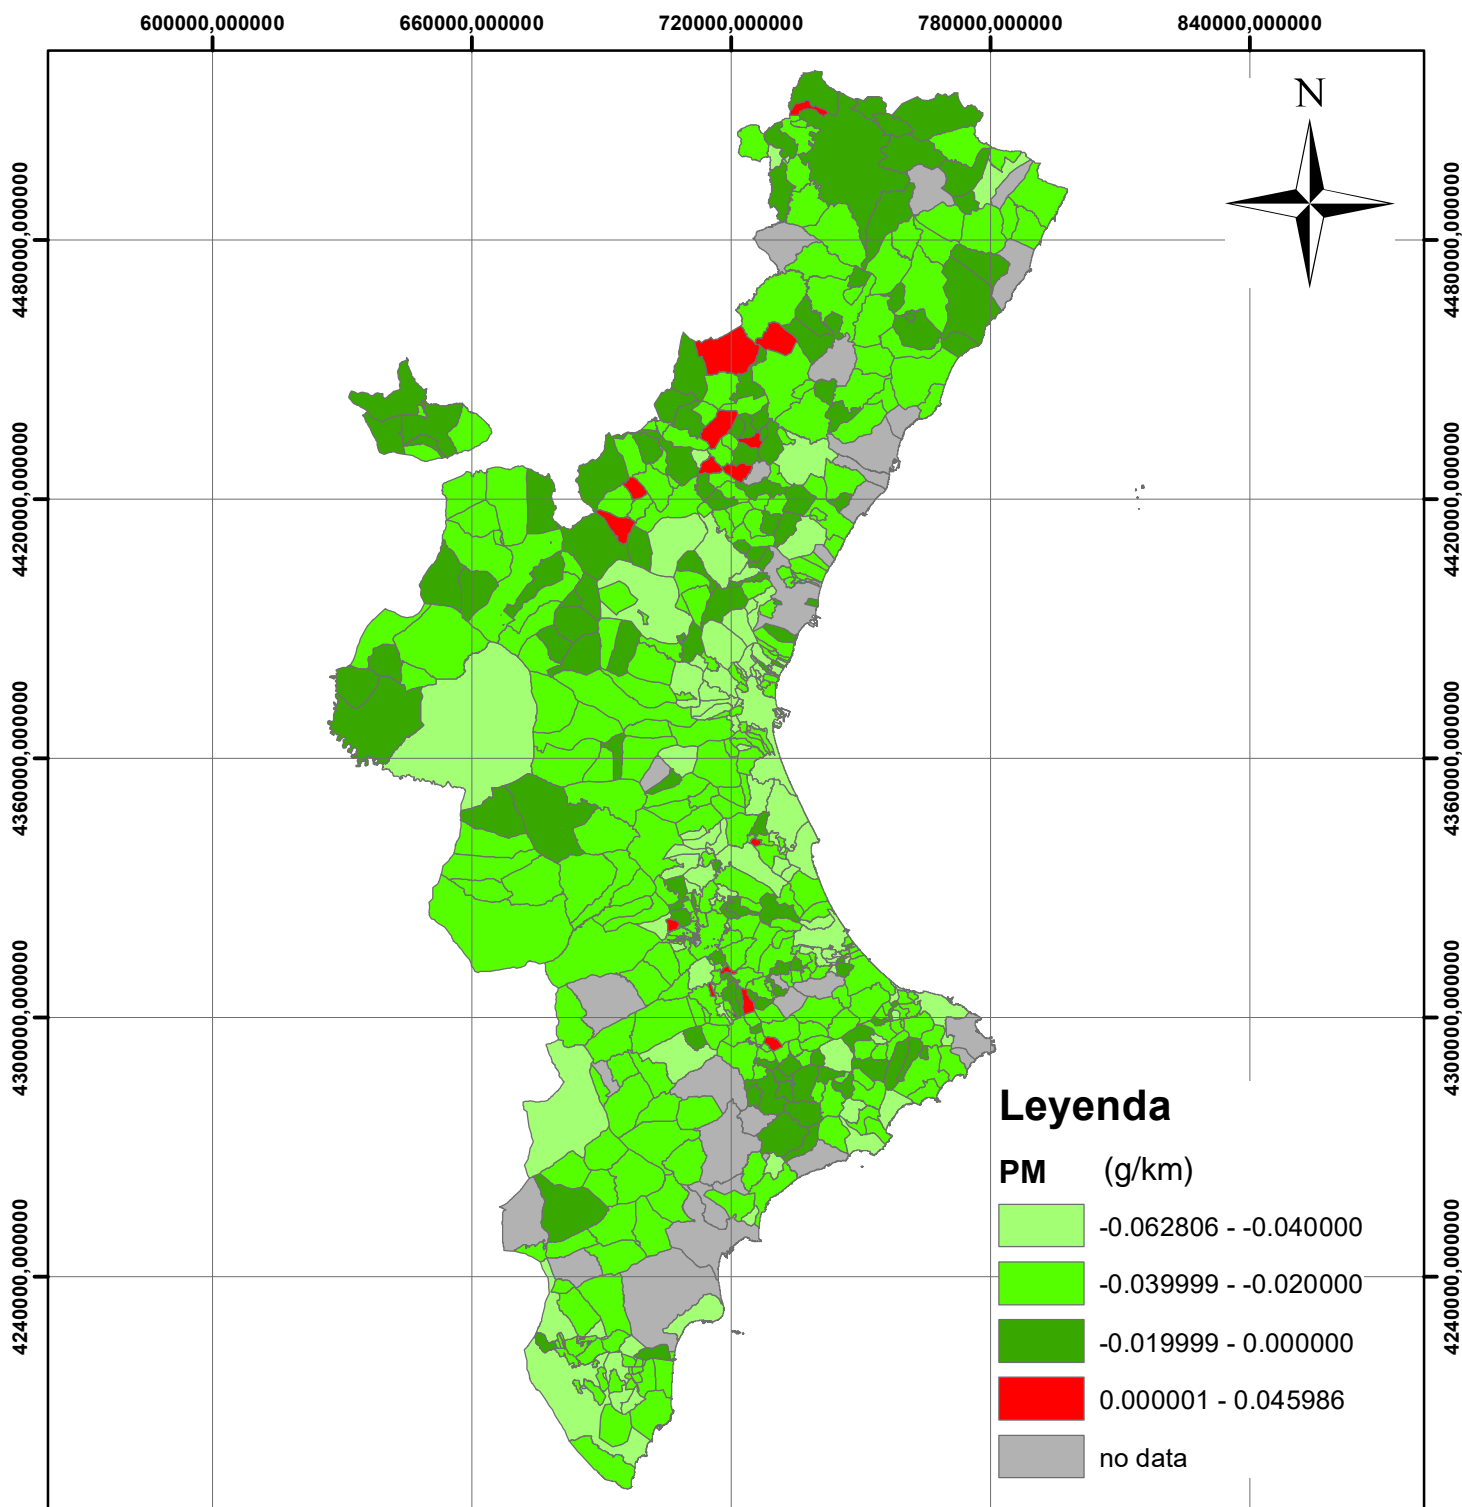 600000,000000 660000,000000 720000,000000 780000,000000 840000,000000
N
4480000,000000 4480000,000000
4420000,000000 4420000,000000
4360000,000000 4360000,000000
4300000,000000 4300000,000000
4240000,000000 4240000,000000
Leyenda
PM (g/km)
-0.062806 - -0.040000
-0.039999 - -0.020000
-0.019999 - 0.000000
0.000001 - 0.045986
no data